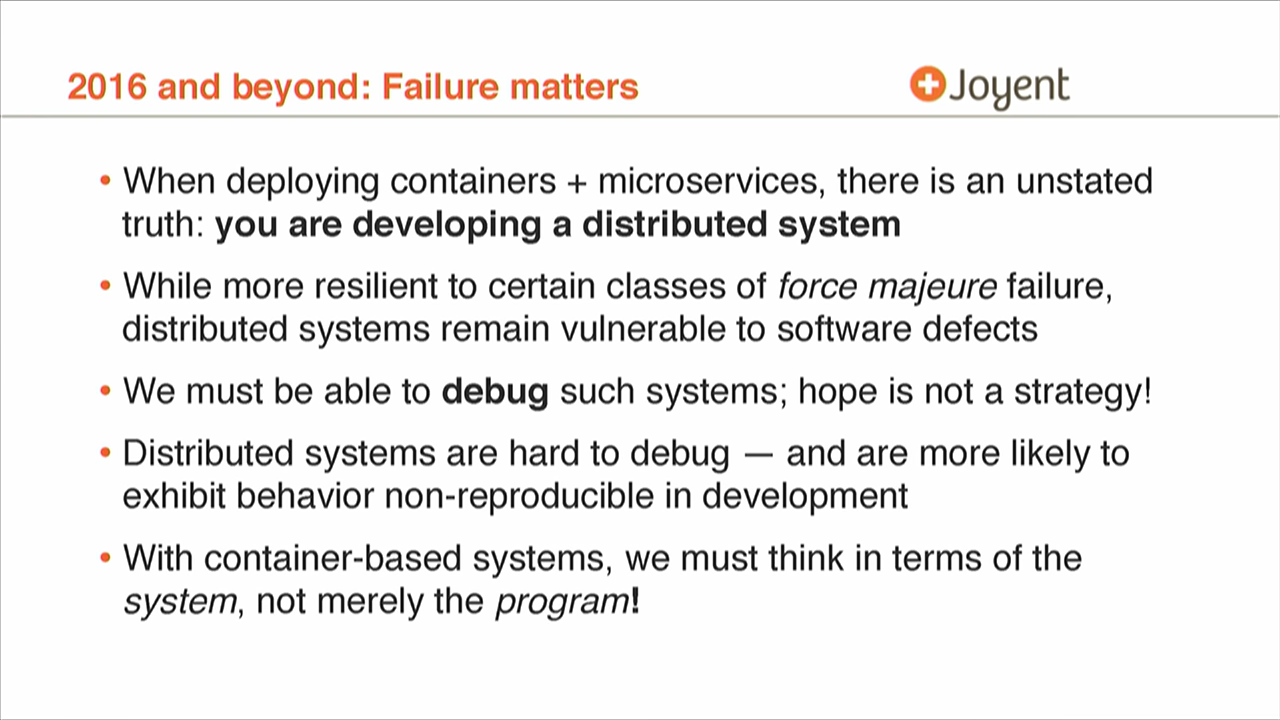 2016 and beyond: Failure matters
Joyent
• When deploying containers + microservices, there is an unstated
truth: you are developing a distributed system
• While more resilient to certain classes of force majeure failure,
distributed systems remain vulnerable to software defects
• We must be able to debug such systems; hope is not a strategy!
• Distributed systems are hard to debug — and are more likely to
exhibit behavior non-reproducible in development
• With container-based systems, we must think in terms of the
system, not merely the program!